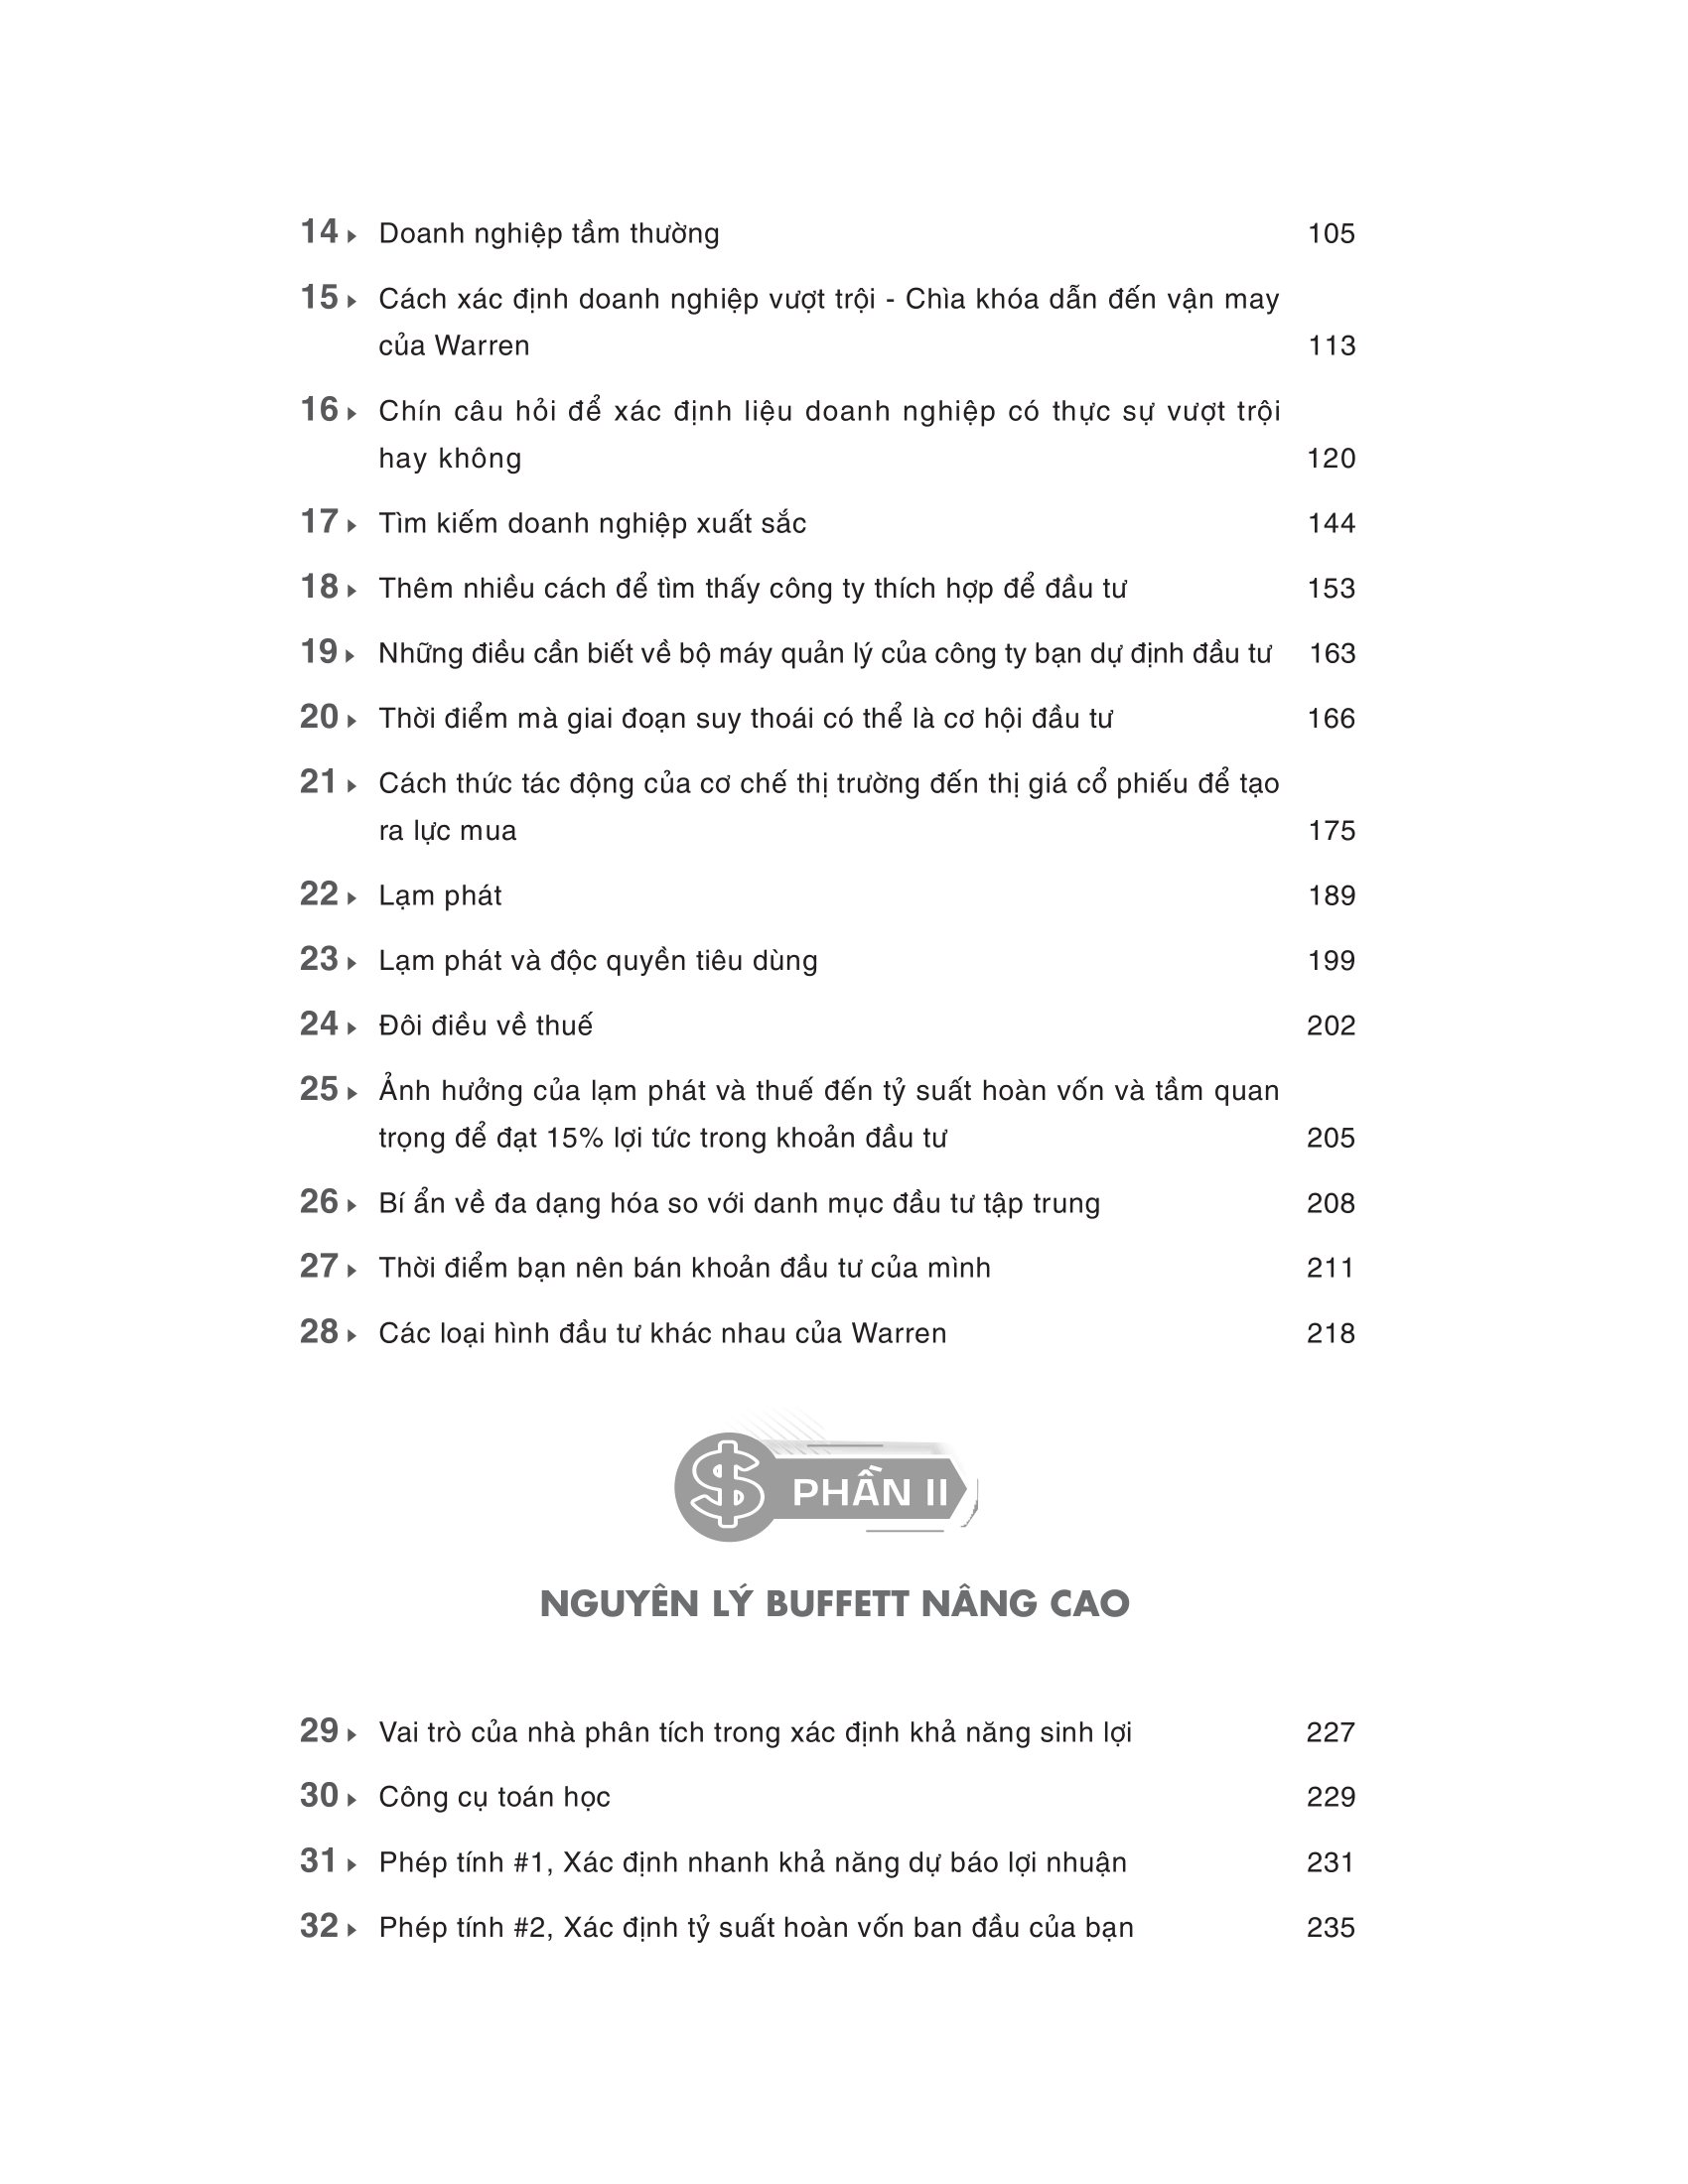 14 Doanh nghiệp tầm thường 105
15 Cách xác định doanh nghiệp vượt trội - Chìa khóa dẫn đến vận may
của Warren 113
16 Chín câu hỏi để xác định liệu doanh nghiệp có thực sự vượt trội
hay không 120
17 Tìm kiếm doanh nghiệp xuất sắc 144
18 Thêm nhiều cách để tìm thấy công ty thích hợp để đầu tư 153
19 Những điều cần biết về bộ máy quản lý của công ty bạn dự định đầu tư 163
20 Thời điểm mà giai đoạn suy thoái có thể là cơ hội đầu tư 166
21 Cách thức tác động của cơ chế thị trường đến thị giá cổ phiếu để tạo
ra lực mua 175
22 Lạm phát 189
23 Lạm phát và độc quyền tiêu dùng 199
24 Đôi điều về thuế 202
25 Ảnh hưởng của lạm phát và thuế đến tỷ suất hoàn vốn và tầm quan
trọng để đạt 15% lợi tức trong khoản đầu tư 205
26 Bí ẩn về đa dạng hóa so với danh mục đầu tư tập trung 208
27 Thời điểm bạn nên bán khoản đầu tư của mình 211
28 Các loại hình đầu tư khác nhau của Warren 218
$ PHẦN II
NGUYÊN LÝ BUFFETT NÂNG CAO
29 Vai trò của nhà phân tích trong xác định khả năng sinh lợi 227
30 Công cụ toán học 229
31 Phép tính #1, Xác định nhanh khả năng dự báo lợi nhuận 231
32 Phép tính #2, Xác định tỷ suất hoàn vốn ban đầu của bạn 235